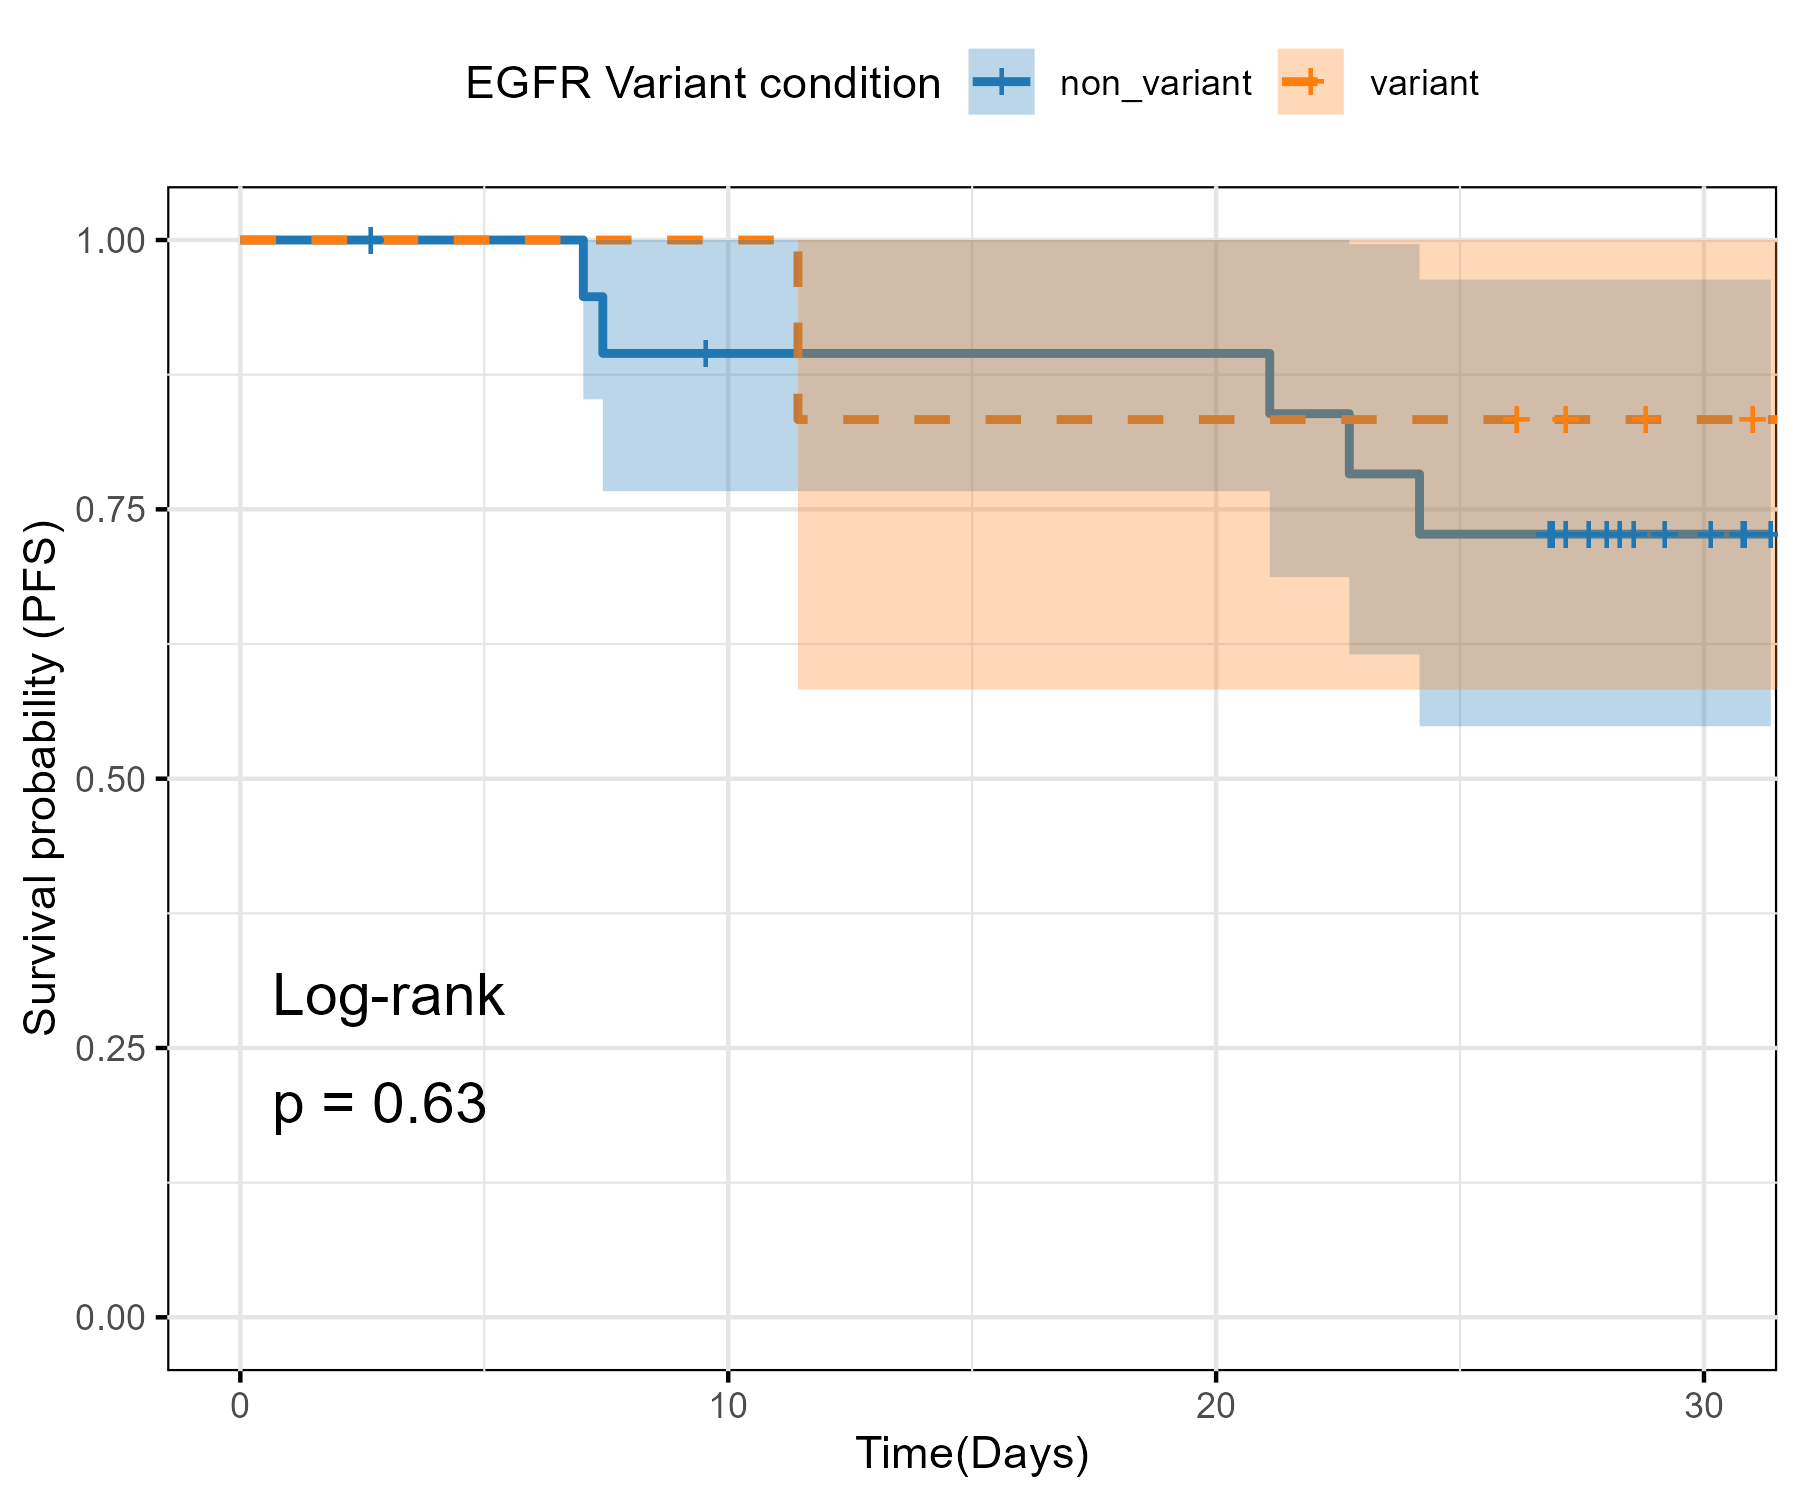 EGFR Variant condition non_variant variant
1.00
0.75
0.50
0.25
0.00
Survival probability (PFS)
Log-rank
p = 0.63
0 10 20 30
Time(Days)